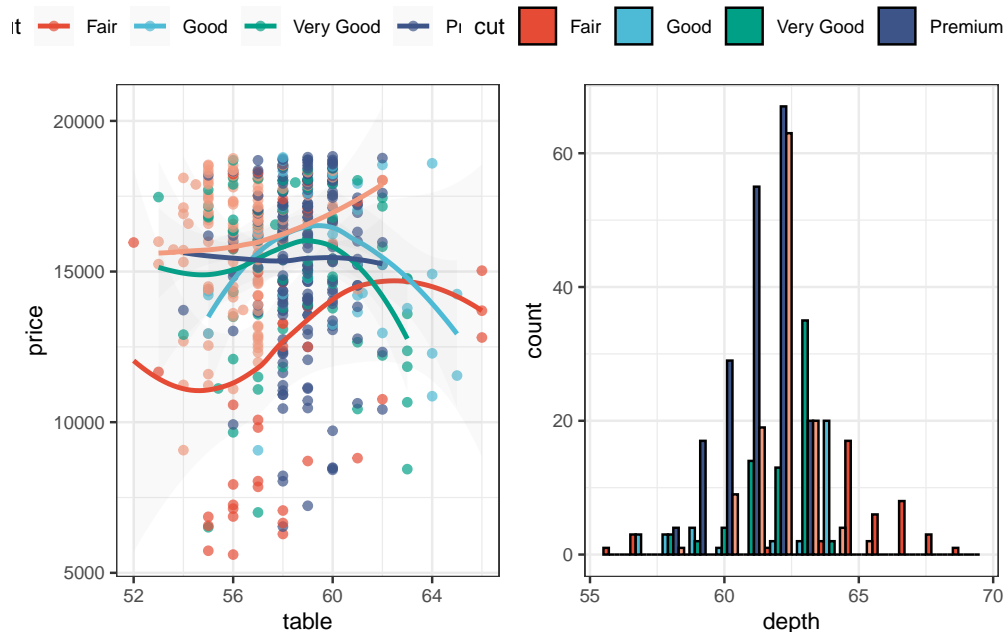 Fair Good Very Good
cut Fair Good Very Good Premium
20000
15000
10000
5000
price
52 56 60 64
table
60
40
20
0
count
55 60 65 70
depth